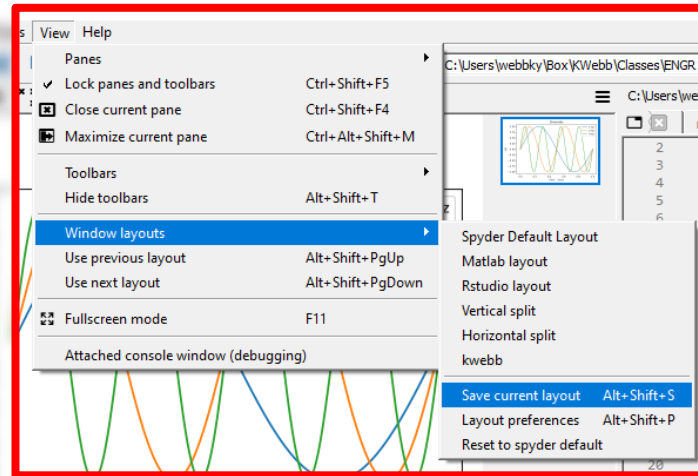 s View Help
Panes
C:\Users\webbky\Box\KWebb\Classes\ENGR
Lock panes and toolbars Ctrl+Shift+F5
Close current pane Ctrl+Shift+F4
C:\Users\we
Maximize current pane Ctrl+Alt+Shift+M
2
3
4
5
6
Toolbars
Hide toolbars Alt+Shift+T
z
Window layouts
Use previous layout Alt+Shift+PgUp
Use next layout Alt+Shift+PgDown
Fullscreen mode F11
Attached console window (debugging)
Spyder Default Layout
Matlab layout
Rstudio layout
Vertical split
Horizontal split
kwebb
Save current layout Alt+Shift+S
Layout preferences Alt+Shift+P
Reset to spyder default
20